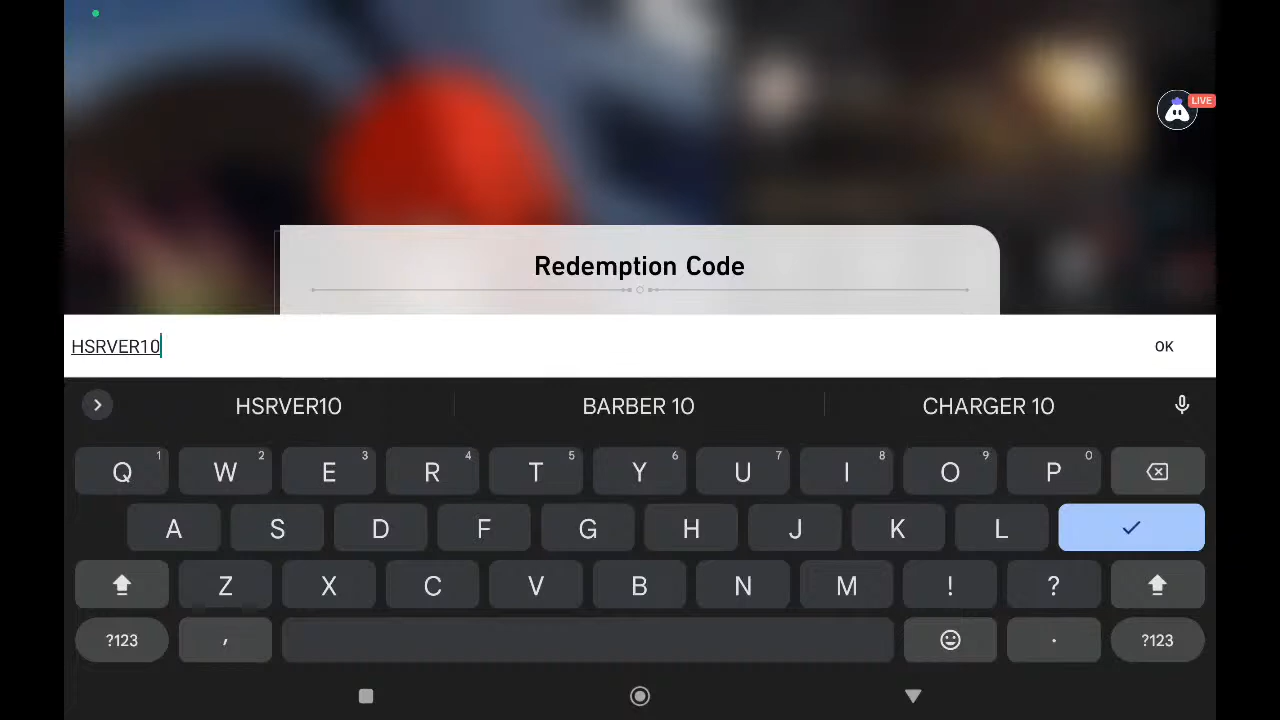 LIVE
Redemption Code
HSRVER10
OK
HSRVER10 BARBER 10 CHARGER 10
Q 1 W 2 E 3 R 4 T 5 Y 6 U 7 I 8 O 9 P 0
A S D F G H J K L
Z X C V B N M ! ?
?123 , . ?123